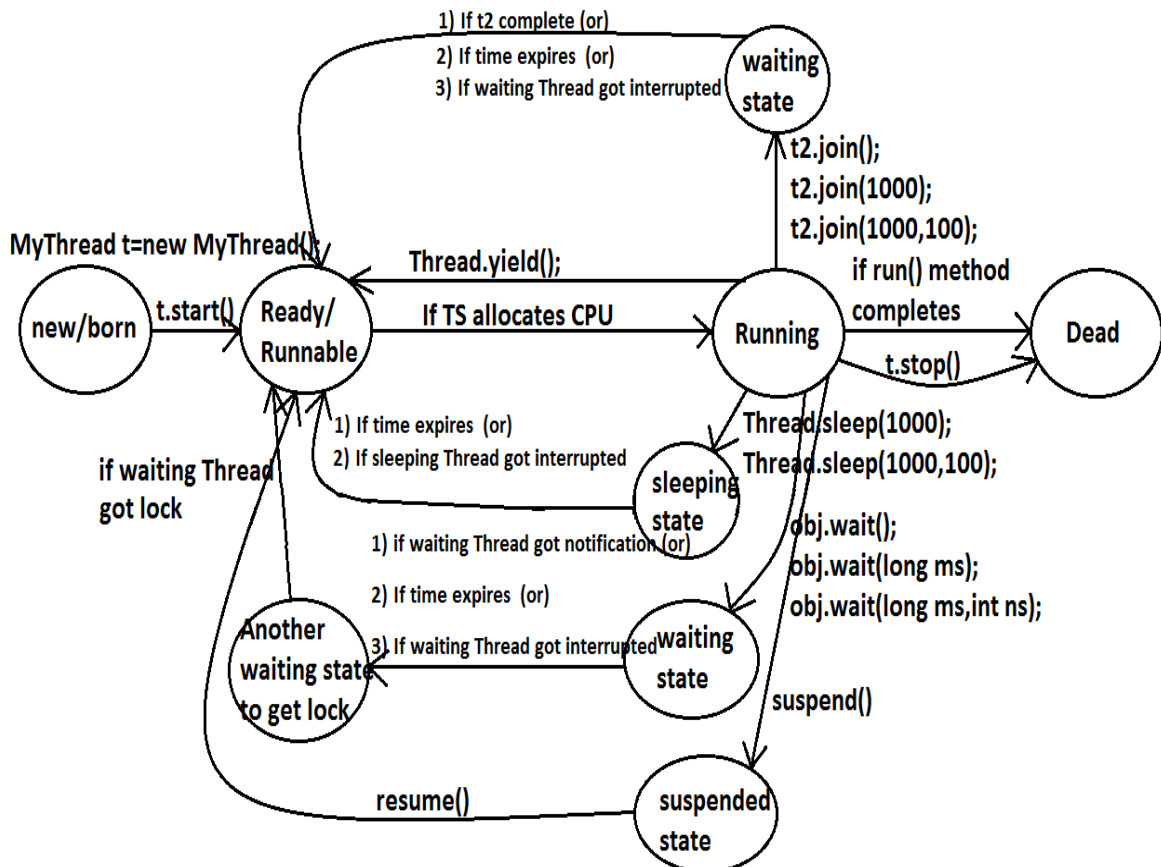 1) If t2 complete (or)
2) If time expires (or)
3) If waiting Thread got interrupted
waiting
state
t2.join();
t2.join(1000);
t2.join(1000,100);
MyThread t=new MyThread();
new/born
t.start()
Ready/
Runnable
Thread.yield();
If TS allocates CPU
Running
if run() method
completes
t.stop()
Dead
1) If time expires (or)
2) If sleeping Thread got interrupted
sleeping
state
Thread.sleep(1000);
Thread.sleep(1000,100);
if waiting Thread
got lock
1) if waiting Thread got notification (or)
2) If time expires (or)
3) If waiting Thread got interrupted
waiting
state
obj.wait();
obj.wait(long ms);
obj.wait(long ms,int ns);
Another
waiting state
to get lock
suspend()
resume()
suspended
state